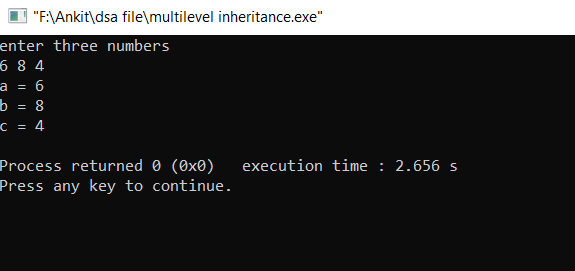 "F:\Ankit\dsa file\multilevel inheritance.exe"
enter three numbers
6 8 4
a = 6
b = 8
c = 4
Process returned 0 (0x0)   execution time : 2.656 s
Press any key to continue.